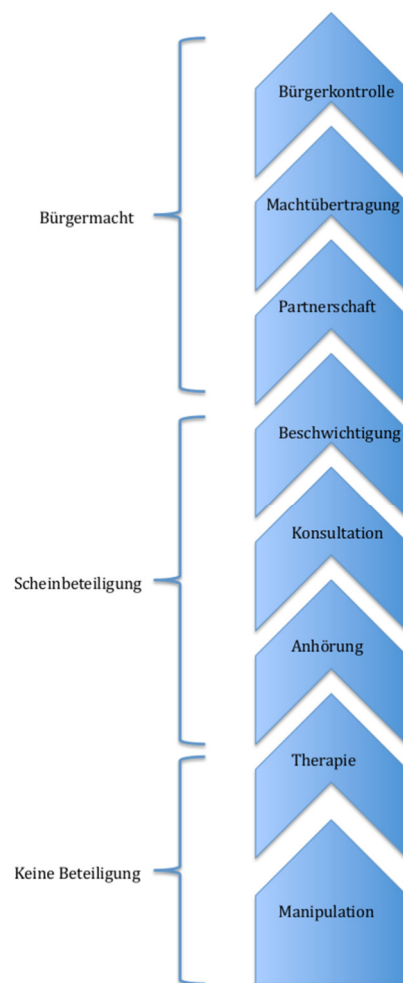 Bürgerkontrolle
Machtübertragung
Bürgermacht
Partnerschaft
Beschwichtigung
Konsultation
Scheinbeteiligung
Anhörung
Therapie
Keine Beteiligung
Manipulation